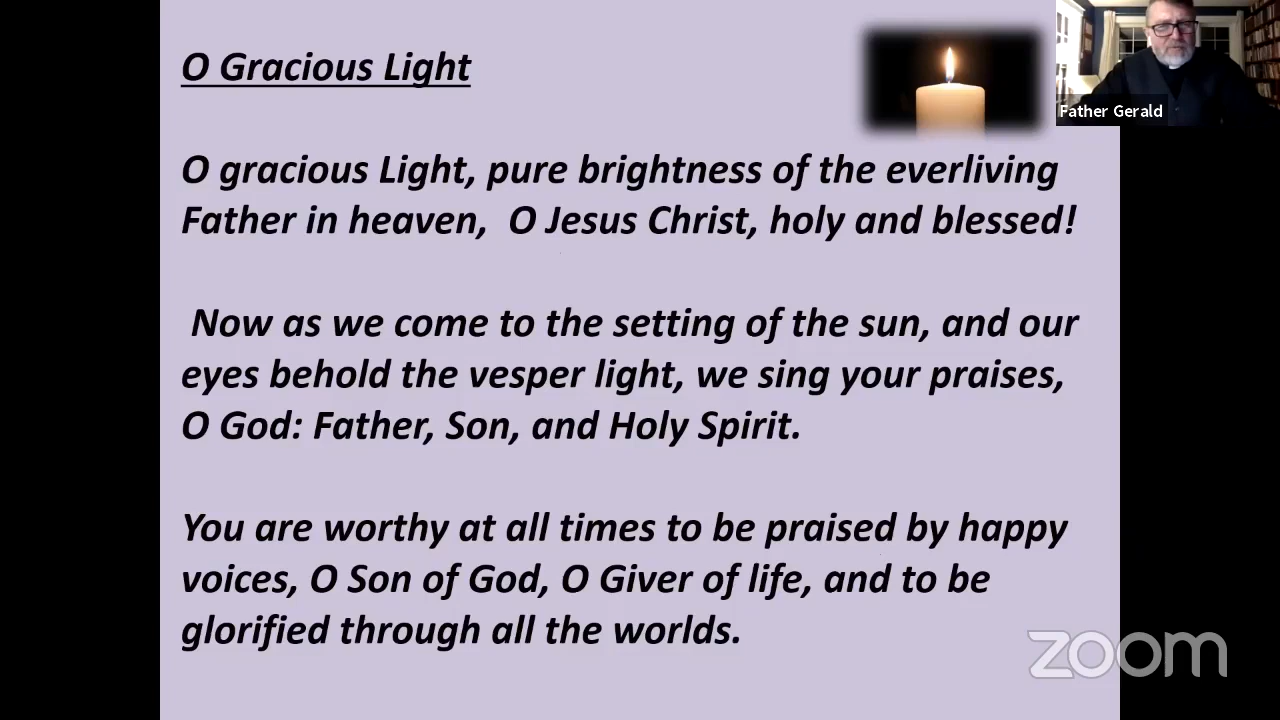 O Gracious Light
Father Gerald
O gracious Light, pure brightness of the everliving
Father in heaven,  O Jesus Christ, holy and blessed!
Now as we come to the setting of the sun, and our
eyes behold the vesper light, we sing your praises,
O God: Father, Son, and Holy Spirit.
You are worthy at all times to be praised by happy
voices, O Son of God, O Giver of life, and to be
glorified through all the worlds.
zoom